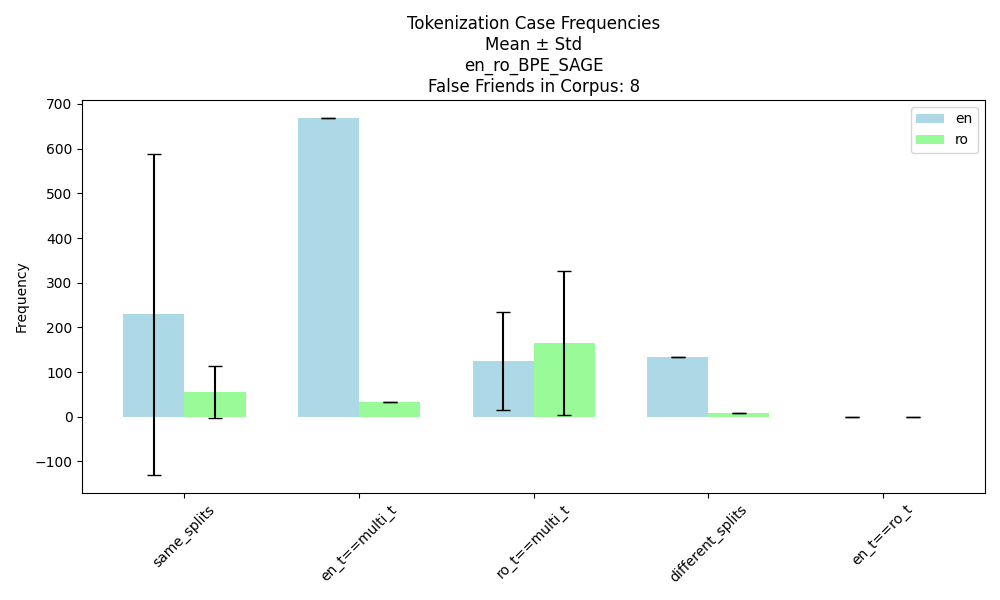 Tokenization Case Frequencies
Mean ± Std
en_ro_BPE_SAGE
False Friends in Corpus: 8
en
ro
Frequency
700
600
500
400
300
200
100
0
−100
same_splits
en_t==multi_t
ro_t==multi_t
different_splits
en_t==ro_t